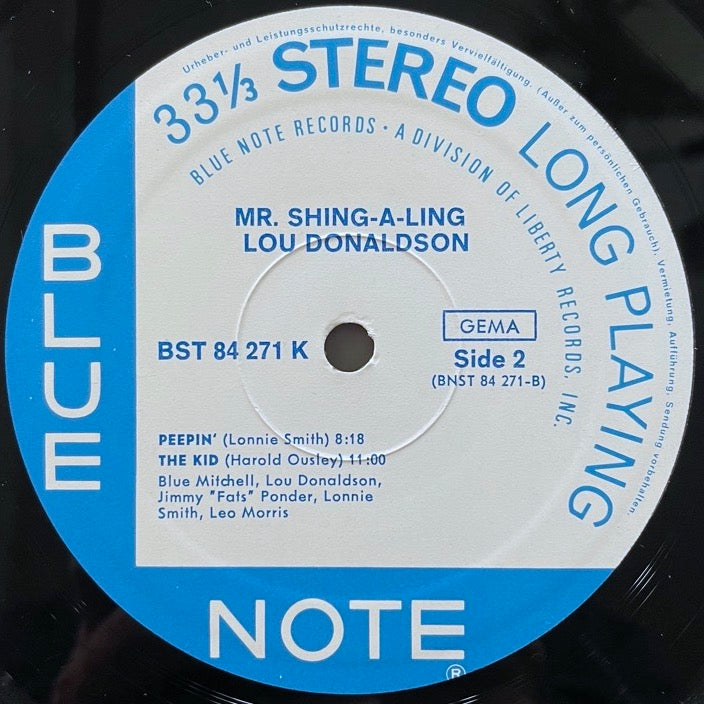 Urheber- und Leistungsschutzrechte, besonders Vervielfältigung. (Außer zum persönlichen Gebrauch), Vermietung, Aufführung, Sendung vorbehalten.
33⅓ STEREO LONG PLAYING
BLUE NOTE RECORDS · A DIVISION OF LIBERTY RECORDS, INC.
MR. SHING-A-LING
LOU DONALDSON
BST 84 271 K
GEMA
Side 2
(BNST 84 271-B)
PEEPIN' (Lonnie Smith) 8:18
THE KID (Harold Ousley) 11:00
Blue Mitchell, Lou Donaldson,
Jimmy "Fats" Ponder, Lonnie
Smith, Leo Morris
BLUE
NOTE
®